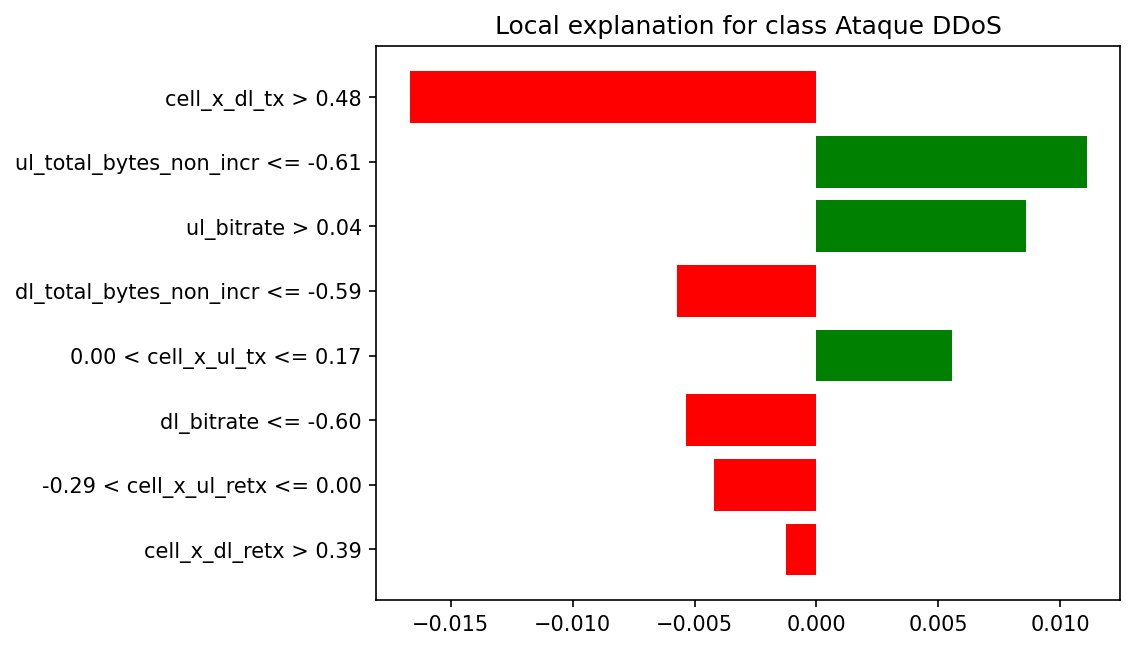 Local explanation for class Ataque DDoS
cell_x_dl_tx > 0.48
ul_total_bytes_non_incr <= -0.61
ul_bitrate > 0.04
dl_total_bytes_non_incr <= -0.59
0.00 < cell_x_ul_tx <= 0.17
dl_bitrate <= -0.60
-0.29 < cell_x_ul_retx <= 0.00
cell_x_dl_retx > 0.39
−0.015 −0.010 −0.005 0.000 0.005 0.010